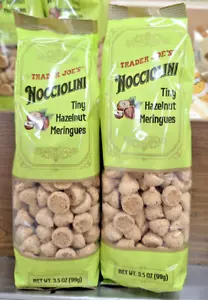 TRADER JOE'S
NOCCIOLINI
Tiny
Hazelnut
Meringues
NET WT. 3.5 OZ (99g)
TRADER JOE'S
NOCCIOLINI
Tiny
Hazelnut
Meringues
NET WT. 3.5 OZ (99g)